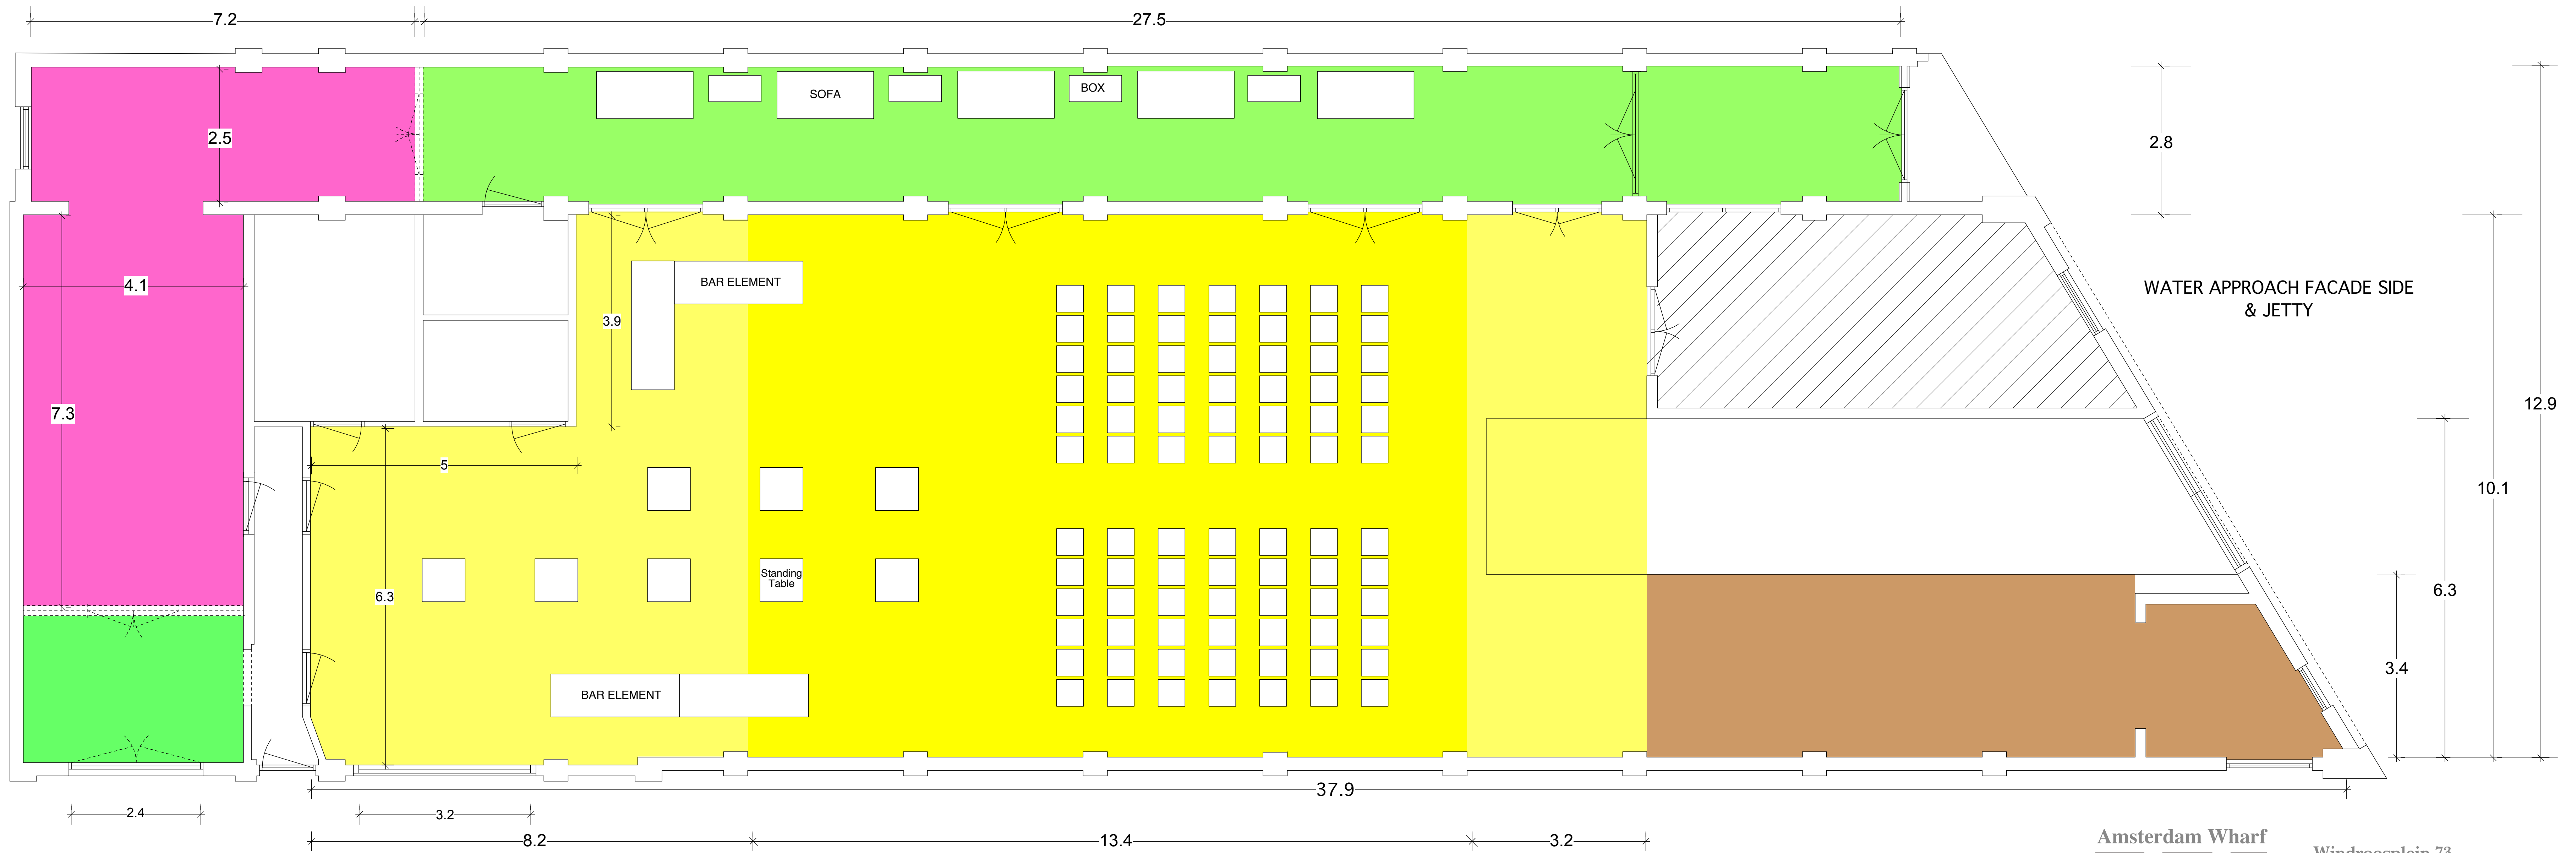 7.2
27.5
SOFA
BOX
2.5
2.8
12.9
4.1
BAR ELEMENT
3.9
WATER APPROACH FACADE SIDE
& JETTY
7.3
5
10.1
6.3
Standing
Table
6.3
3.4
BAR ELEMENT
37.9
2.4
3.2
8.2
13.4
3.2
Amsterdam Wharf
Windroosplein 73